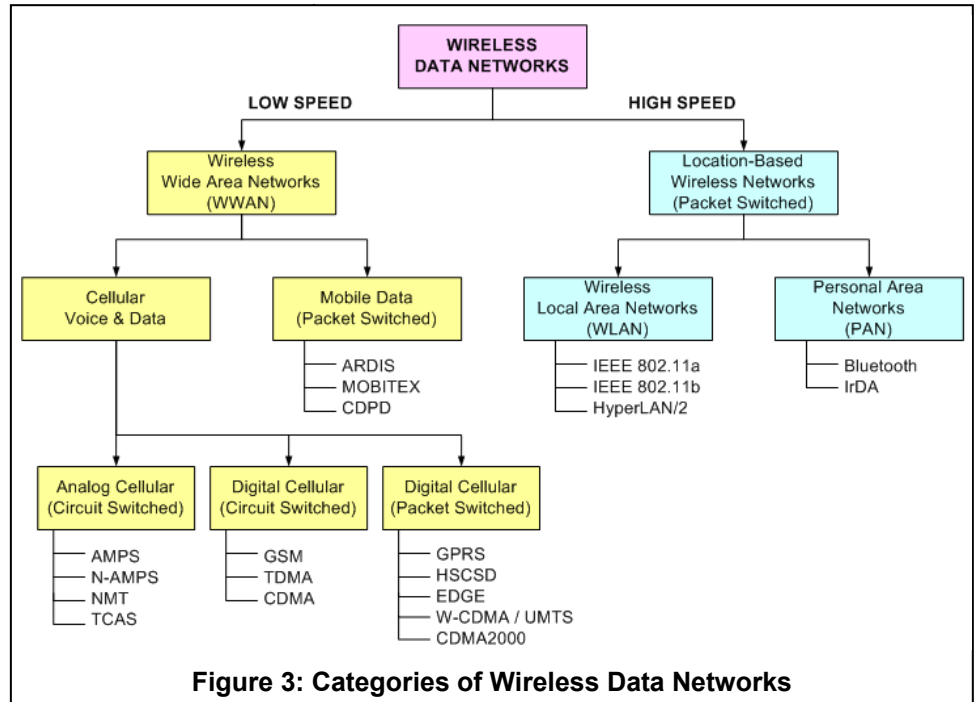 WIRELESS
DATA NETWORKS
LOW SPEED
HIGH SPEED
Wireless
Wide Area Networks
(WWAN)
Location-Based
Wireless Networks
(Packet Switched)
Cellular
Voice & Data
Mobile Data
(Packet Switched)
Wireless
Local Area Networks
(WLAN)
Personal Area
Networks
(PAN)
ARDIS
MOBITEX
CDPD
IEEE 802.11a
IEEE 802.11b
HyperLAN/2
Bluetooth
IrDA
Analog Cellular
(Circuit Switched)
Digital Cellular
(Circuit Switched)
Digital Cellular
(Packet Switched)
AMPS
N-AMPS
NMT
TCAS
GSM
TDMA
CDMA
GPRS
HSCSD
EDGE
W-CDMA / UMTS
CDMA2000
Figure 3: Categories of Wireless Data Networks